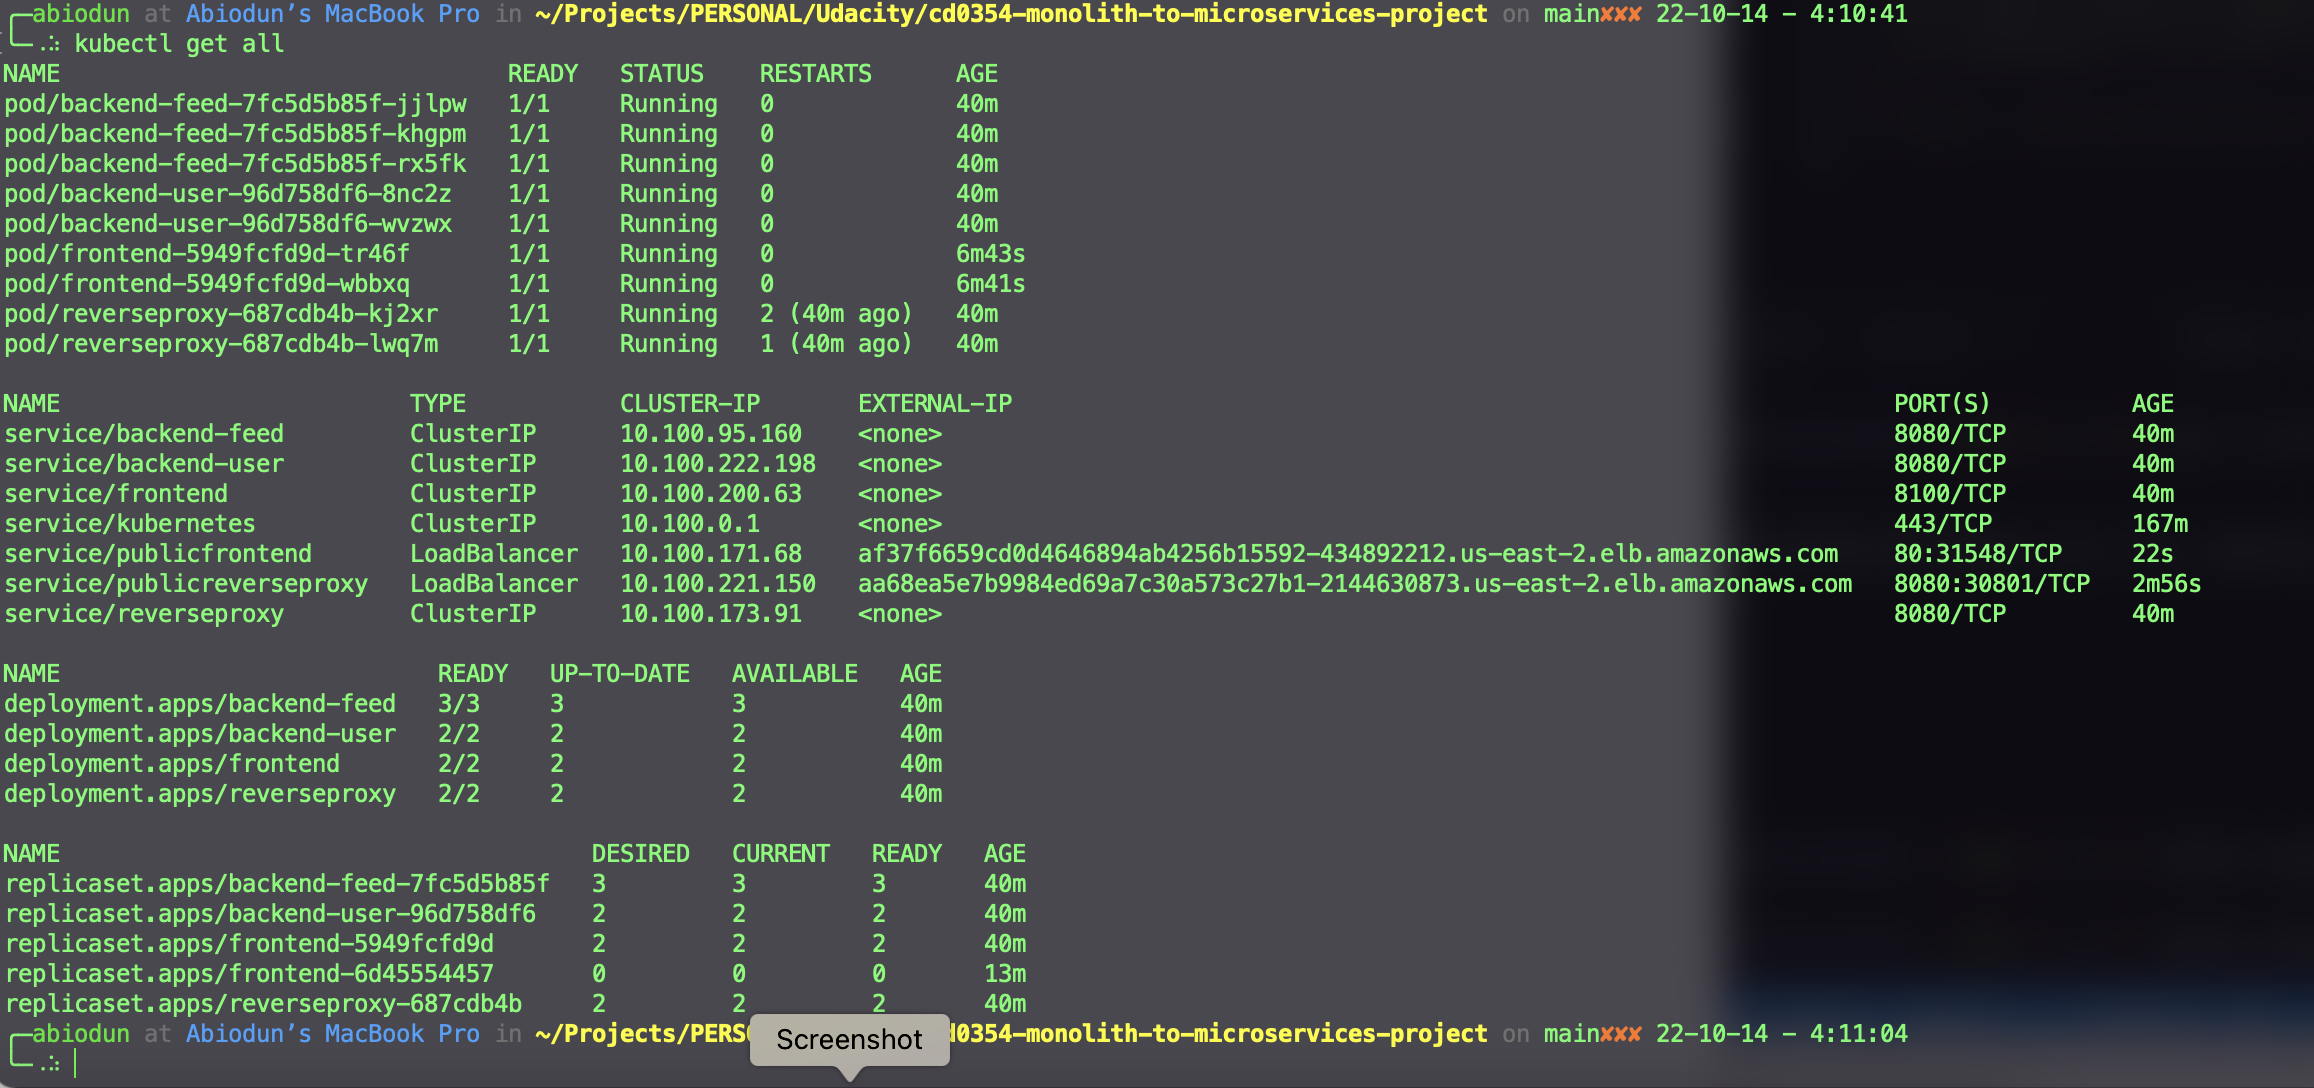 abiodun at Abiodun’s MacBook Pro in ~/Projects/PERSONAL/Udacity/cd0354-monolith-to-microservices-project on main✘✘✘ 22-10-14 - 4:10:41
kubectl get all
NAME READY STATUS RESTARTS AGE
pod/backend-feed-7fc5d5b85f-jjlpw 1/1 Running 0 40m
pod/backend-feed-7fc5d5b85f-khgpm 1/1 Running 0 40m
pod/backend-feed-7fc5d5b85f-rx5fk 1/1 Running 0 40m
pod/backend-user-96d758df6-8nc2z 1/1 Running 0 40m
pod/backend-user-96d758df6-wvzwx 1/1 Running 0 40m
pod/frontend-5949fcfd9d-tr46f 1/1 Running 0 6m43s
pod/frontend-5949fcfd9d-wbbxq 1/1 Running 0 6m41s
pod/reverseproxy-687cdb4b-kj2xr 1/1 Running 2 (40m ago) 40m
pod/reverseproxy-687cdb4b-lwq7m 1/1 Running 1 (40m ago) 40m
NAME TYPE CLUSTER-IP EXTERNAL-IP PORT(S) AGE
service/backend-feed ClusterIP 10.100.95.160 <none> 8080/TCP 40m
service/backend-user ClusterIP 10.100.222.198 <none> 8080/TCP 40m
service/frontend ClusterIP 10.100.200.63 <none> 8100/TCP 40m
service/kubernetes ClusterIP 10.100.0.1 <none> 443/TCP 167m
service/publicfrontend LoadBalancer 10.100.171.68 af37f6659cd0d4646894ab4256b15592-434892212.us-east-2.elb.amazonaws.com 80:31548/TCP 22s
service/publicreverseproxy LoadBalancer 10.100.221.150 aa68ea5e7b9984ed69a7c30a573c27b1-2144630873.us-east-2.elb.amazonaws.com 8080:30801/TCP 2m56s
service/reverseproxy ClusterIP 10.100.173.91 <none> 8080/TCP 40m
NAME READY UP-TO-DATE AVAILABLE AGE
deployment.apps/backend-feed 3/3 3 3 40m
deployment.apps/backend-user 2/2 2 2 40m
deployment.apps/frontend 2/2 2 2 40m
deployment.apps/reverseproxy 2/2 2 2 40m
NAME DESIRED CURRENT READY AGE
replicaset.apps/backend-feed-7fc5d5b85f 3 3 3 40m
replicaset.apps/backend-user-96d758df6 2 2 2 40m
replicaset.apps/frontend-5949fcfd9d 2 2 2 40m
replicaset.apps/frontend-6d45554457 0 0 0 13m
replicaset.apps/reverseproxy-687cdb4b 2 2 2 40m
abiodun at Abiodun’s MacBook Pro in ~/Projects/PERSO d0354-monolith-to-microservices-project on main✘✘✘ 22-10-14 - 4:11:04
Screenshot